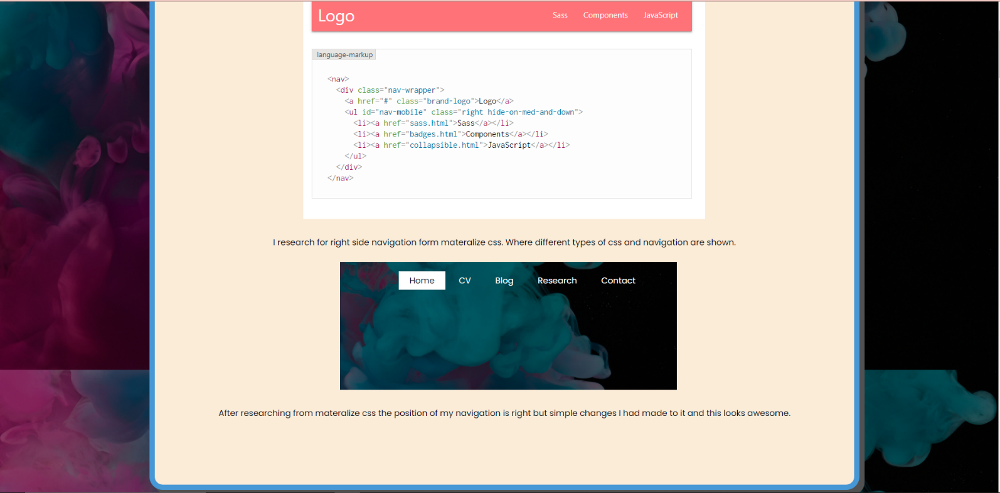 Logo Sass Components JavaScript
language-markup
<nav>
<div class="nav-wrapper">
<a href="#" class="brand-logo">Logo</a>
<ul id="nav-mobile" class="right hide-on-med-and-down">
<li><a href="sass.html">Sass</a></li>
<li><a href="badges.html">Components</a></li>
<li><a href="collapsible.html">JavaScript</a></li>
</ul>
</div>
</nav>
I research for right side navigation form materalize css. Where different types of css and navigation are shown.
Home CV Blog Research Contact
After researching from materalize css the position of my navigation is right but simple changes I had made to it and this looks awesome.